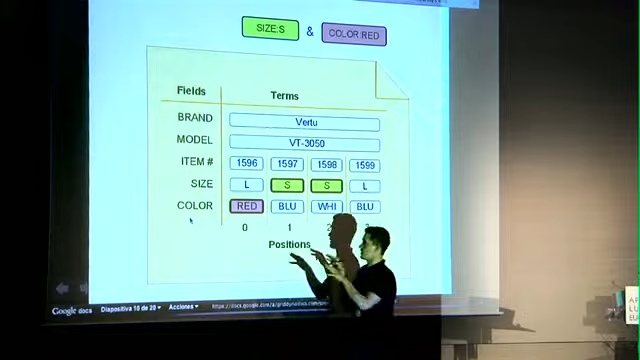 SIZE:S & COLOR:RED
Fields Terms
BRAND Vertu
MODEL VT-3050
ITEM # 1596 1597 1598 1599
SIZE L S S L
COLOR RED BLU WHI BLU
0 1 2
Positions
Google docs Diapositiva 10 de 20 Acciones